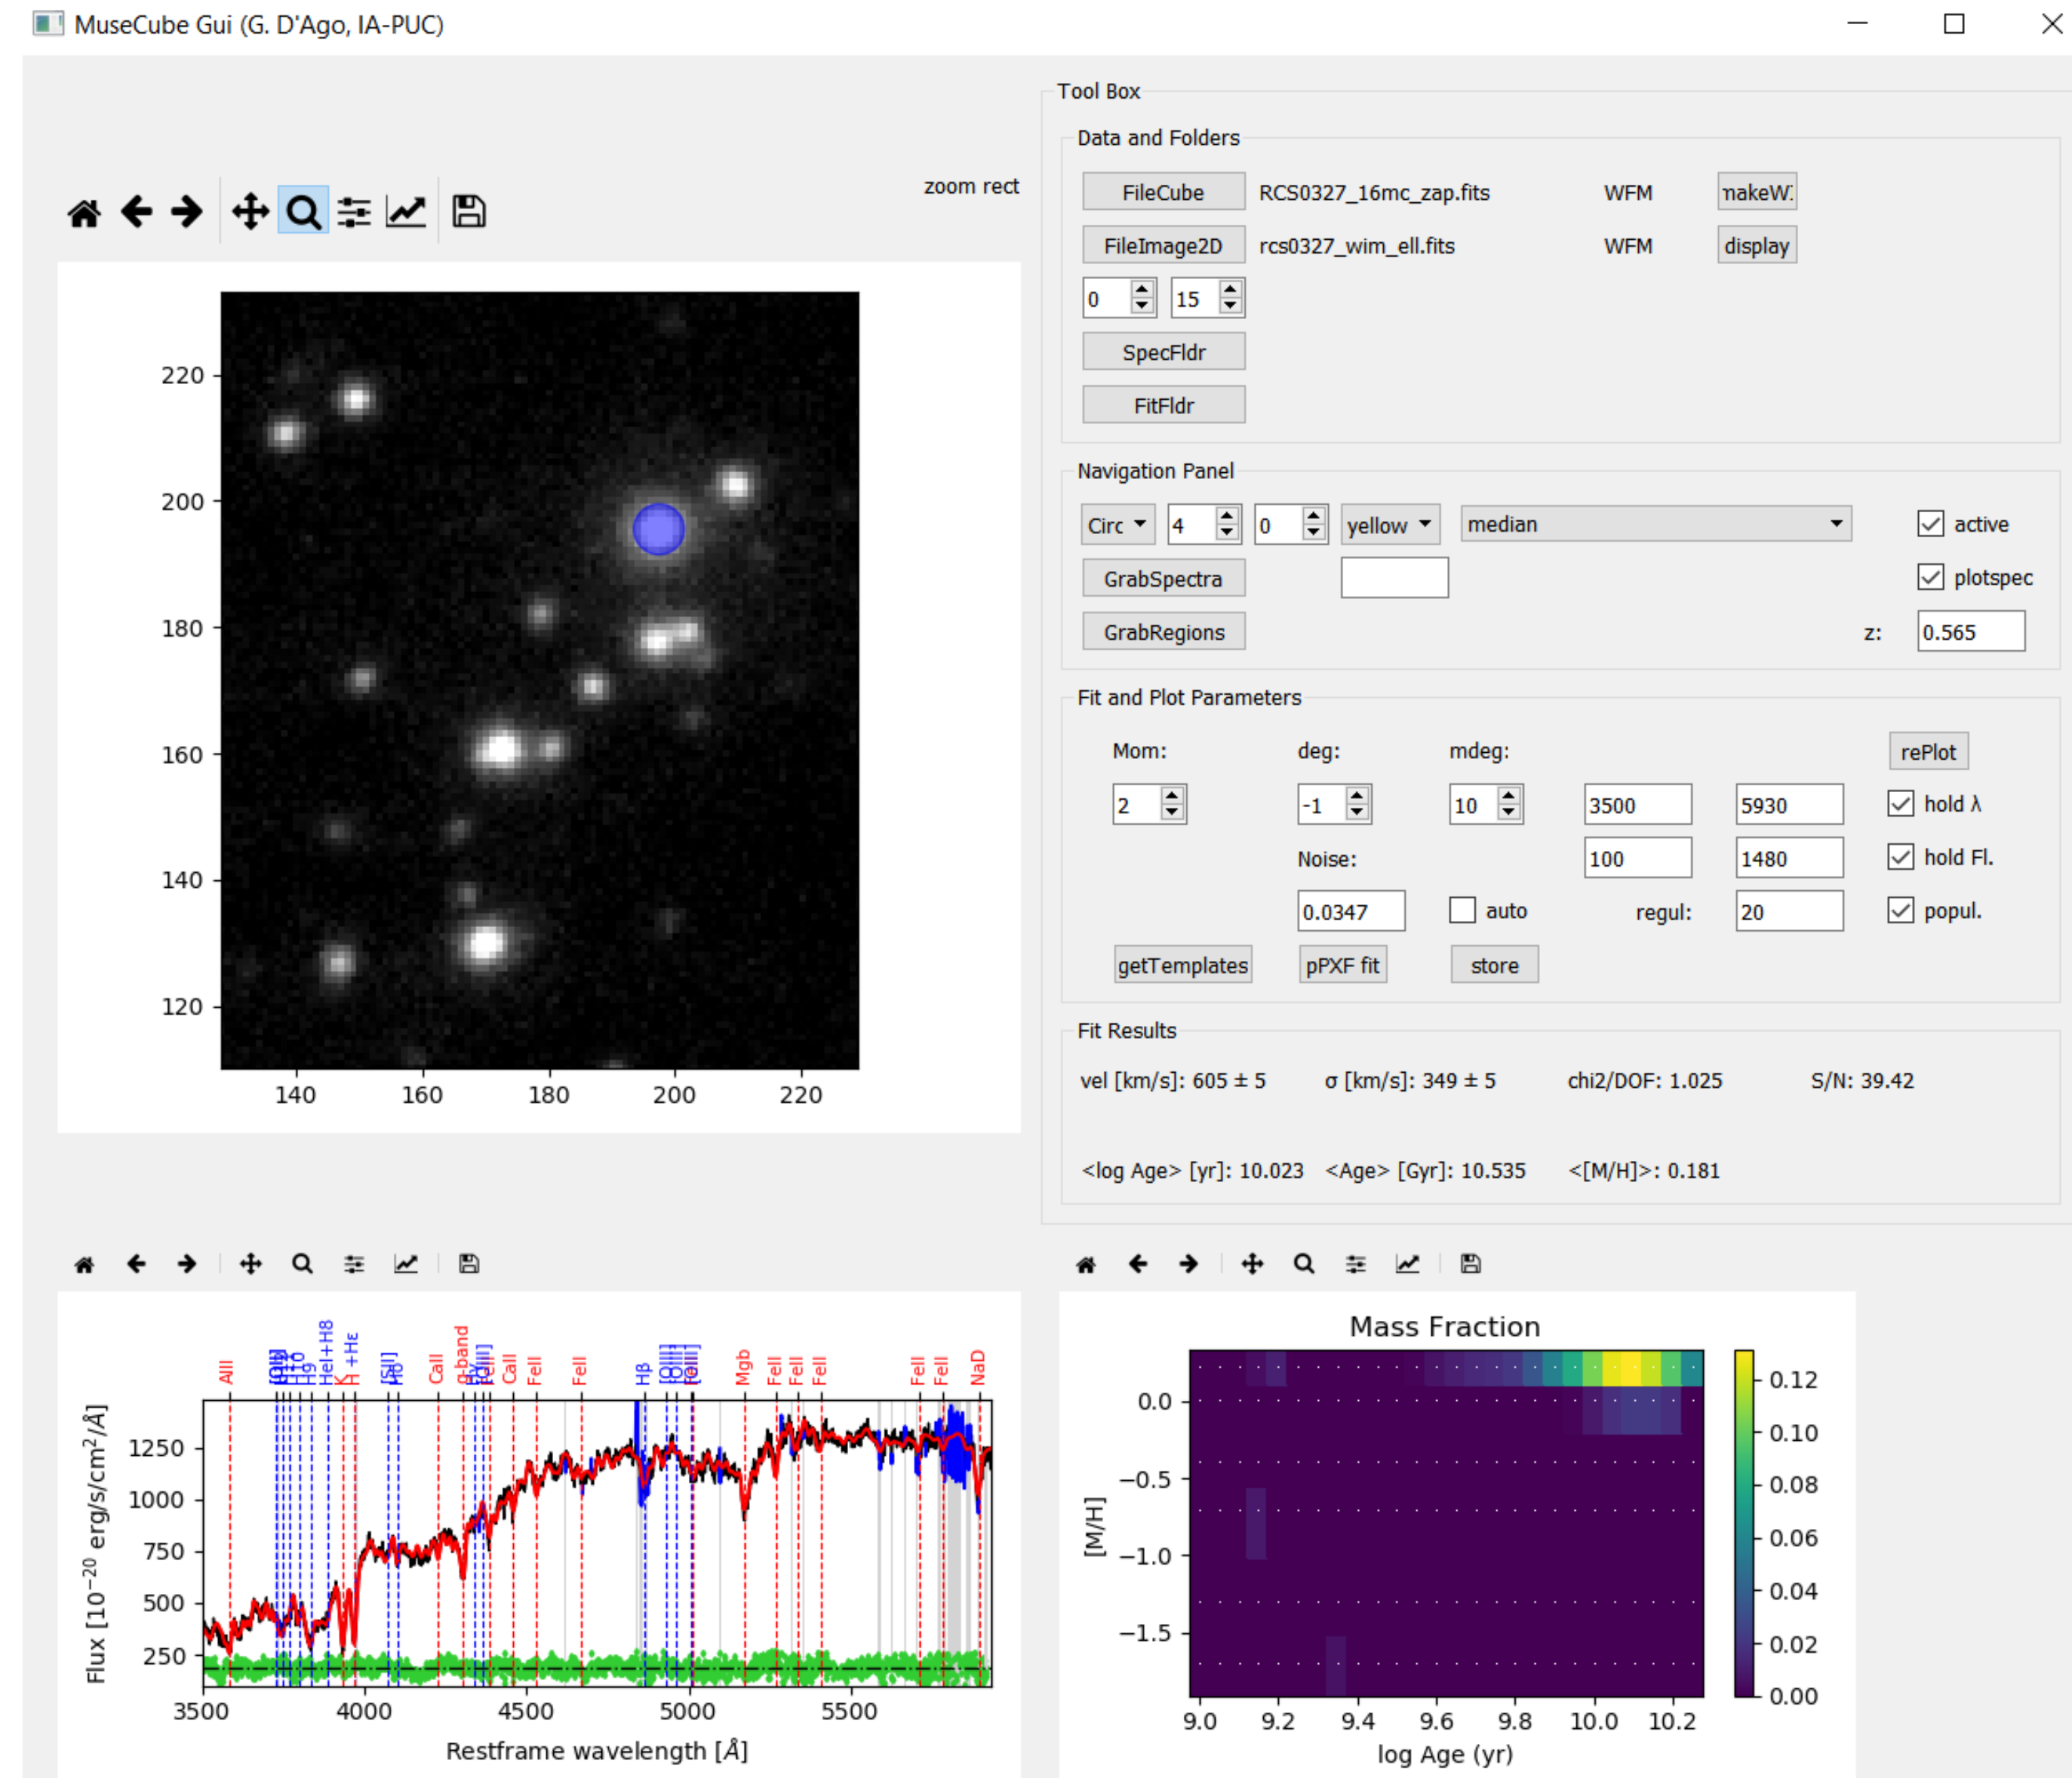 MuseCube Gui (G. D'Ago, IA-PUC)
zoom rect
220
200
180
160
140
120
140 160 180 200 220
Tool Box
Data and Folders
FileCube RCS0327_16mc_zap.fits WFM
FileImage2D rcs0327_wim_ell.fits WFM display
0 15
SpecFldr
FitFldr
Navigation Panel
Circ 4 0 yellow median active
GrabSpectra plotspec
GrabRegions z: 0.565
Fit and Plot Parameters
Mom: deg: mdeg: rePlot
2 -1 10 3500 5930 hold λ
Noise: 100 1480 hold Fl.
0.0347 auto regul: 20 popul.
getTemplates pPXF fit store
Fit Results
vel [km/s]: 605 ± 5 σ [km/s]: 349 ± 5 chi2/DOF: 1.025 S/N: 39.42
<log Age> [yr]: 10.023 <Age> [Gyr]: 10.535 <[M/H]>: 0.181
AlI HeI+H8 K H +Hε CaII g-band CaII FeII FeII Hβ Mgb FeII FeII FeII FeII FeII NaD
1250
1000
750
500
250
Flux [10⁻²⁰ erg/s/cm²/Å]
3500 4000 4500 5000 5500
Restframe wavelength [Å]
Mass Fraction
0.0
−0.5
−1.0
−1.5
[M/H]
9.0 9.2 9.4 9.6 9.8 10.0 10.2
log Age (yr)
0.12
0.10
0.08
0.06
0.04
0.02
0.00